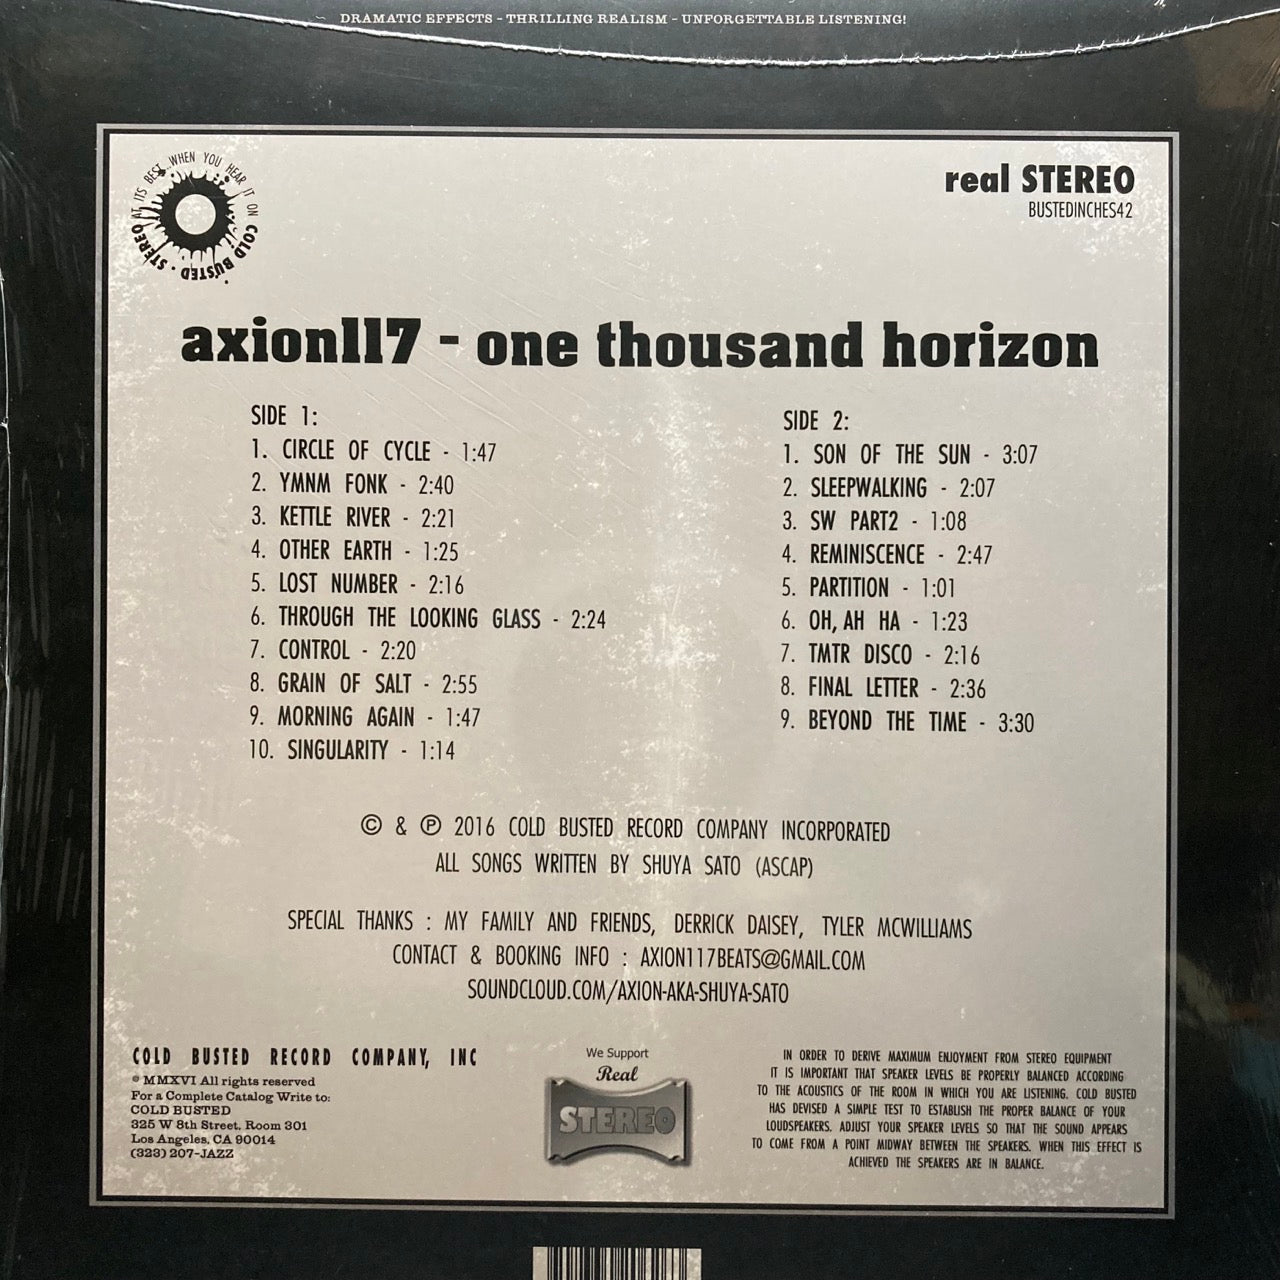 DRAMATIC EFFECTS - THRILLING REALISM - UNFORGETTABLE LISTENING!
STEREO AT ITS BEST...WHEN YOU HEAR IT ON COLD BUSTED •
real STEREO
BUSTEDINCHES42
axion117 - one thousand horizon
SIDE 1:
1. CIRCLE OF CYCLE - 1:47
2. YMNM FONK - 2:40
3. KETTLE RIVER - 2:21
4. OTHER EARTH - 1:25
5. LOST NUMBER - 2:16
6. THROUGH THE LOOKING GLASS - 2:24
7. CONTROL - 2:20
8. GRAIN OF SALT - 2:55
9. MORNING AGAIN - 1:47
10. SINGULARITY - 1:14
SIDE 2:
1. SON OF THE SUN - 3:07
2. SLEEPWALKING - 2:07
3. SW PART2 - 1:08
4. REMINISCENCE - 2:47
5. PARTITION - 1:01
6. OH, AH HA - 1:23
7. TMTR DISCO - 2:16
8. FINAL LETTER - 2:36
9. BEYOND THE TIME - 3:30
© & ℗ 2016 COLD BUSTED RECORD COMPANY INCORPORATED
ALL SONGS WRITTEN BY SHUYA SATO (ASCAP)
SPECIAL THANKS : MY FAMILY AND FRIENDS, DERRICK DAISEY, TYLER MCWILLIAMS
CONTACT & BOOKING INFO : AXION117BEATS@GMAIL.COM
SOUNDCLOUD.COM/AXION-AKA-SHUYA-SATO
COLD BUSTED RECORD COMPANY, INC
© MMXVI All rights reserved
For a Complete Catalog Write to:
COLD BUSTED
325 W 8th Street, Room 301
Los Angeles, CA 90014
(323) 207-JAZZ
We Support
Real
STEREO
IN ORDER TO DERIVE MAXIMUM ENJOYMENT FROM STEREO EQUIPMENT
IT IS IMPORTANT THAT SPEAKER LEVELS BE PROPERLY BALANCED ACCORDING
TO THE ACOUSTICS OF THE ROOM IN WHICH YOU ARE LISTENING. COLD BUSTED
HAS DEVISED A SIMPLE TEST TO ESTABLISH THE PROPER BALANCE OF YOUR
LOUDSPEAKERS. ADJUST YOUR SPEAKER LEVELS SO THAT THE SOUND APPEARS
TO COME FROM A POINT MIDWAY BETWEEN THE SPEAKERS. WHEN THIS EFFECT IS
ACHIEVED THE SPEAKERS ARE IN BALANCE.